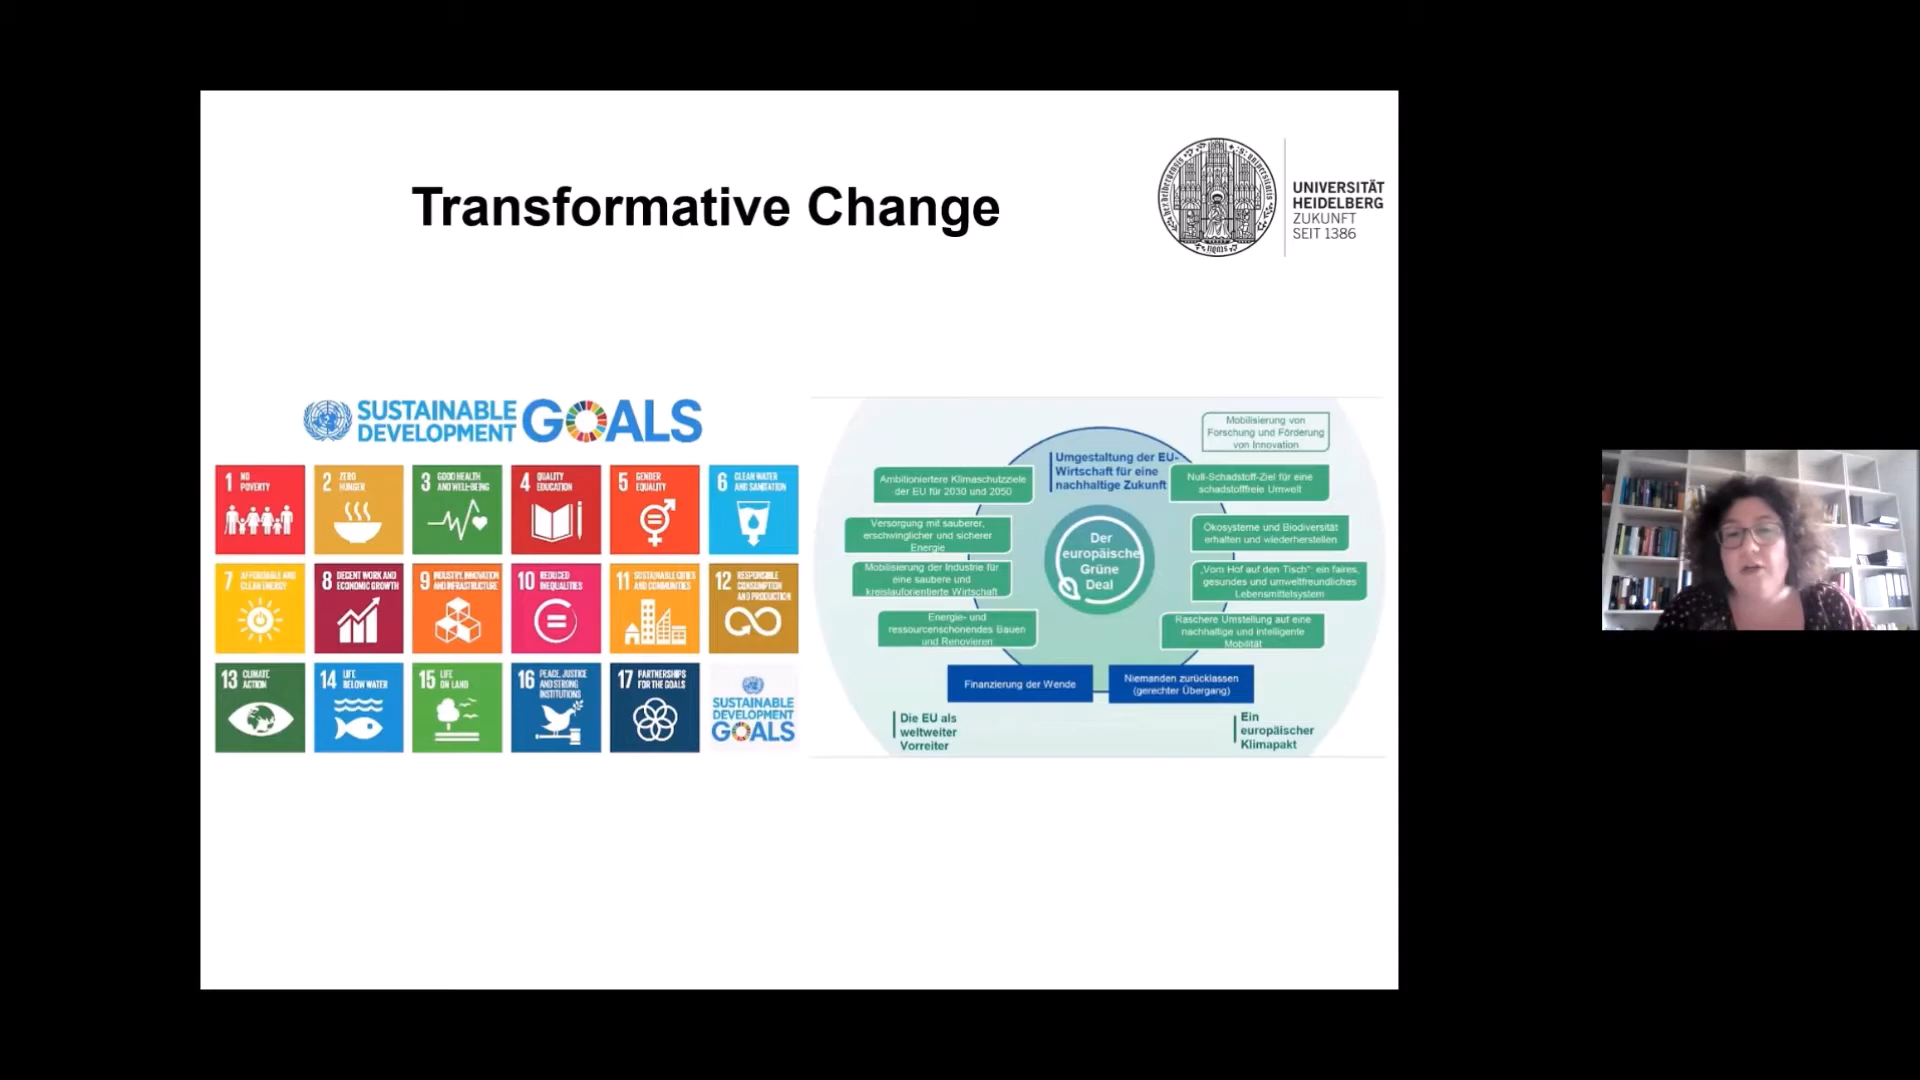 Transformative Change
UNIVERSITÄT
HEIDELBERG
ZUKUNFT
SEIT 1386
SUSTAINABLE
DEVELOPMENT
GOALS
1 NO
POVERTY
2 ZERO
HUNGER
3 GOOD HEALTH
AND WELL-BEING
4 QUALITY
EDUCATION
5 GENDER
EQUALITY
6 CLEAN WATER
AND SANITATION
7 AFFORDABLE AND
CLEAN ENERGY
8 DECENT WORK AND
ECONOMIC GROWTH
9 INDUSTRY, INNOVATION
AND INFRASTRUCTURE
10 REDUCED
INEQUALITIES
11 SUSTAINABLE CITIES
AND COMMUNITIES
12 RESPONSIBLE
CONSUMPTION
AND PRODUCTION
13 CLIMATE
ACTION
14 LIFE
BELOW WATER
15 LIFE
ON LAND
16 PEACE, JUSTICE
AND STRONG
INSTITUTIONS
17 PARTNERSHIPS
FOR THE GOALS
SUSTAINABLE
DEVELOPMENT
GOALS
Mobilisierung von
Forschung und Förderung
von Innovation
Umgestaltung der EU-
Wirtschaft für eine
nachhaltige Zukunft
Ambitioniertere Klimaschutzziele
der EU für 2030 und 2050
Null-Schadstoff-Ziel für eine
schadstofffreie Umwelt
Versorgung mit sauberer,
erschwinglicher und sicherer
Energie
Ökosysteme und Biodiversität
erhalten und wiederherstellen
Der
europäische
Grüne
Deal
Mobilisierung der Industrie für
eine saubere und
kreislauforientierte Wirtschaft
„Vom Hof auf den Tisch“: ein faires,
gesundes und umweltfreundliches
Lebensmittelsystem
Energie- und
ressourcenschonendes Bauen
und Renovieren
Raschere Umstellung auf eine
nachhaltige und intelligente
Mobilität
Finanzierung der Wende
Niemanden zurücklassen
(gerechter Übergang)
Die EU als
weltweiter
Vorreiter
Ein
europäischer
Klimapakt